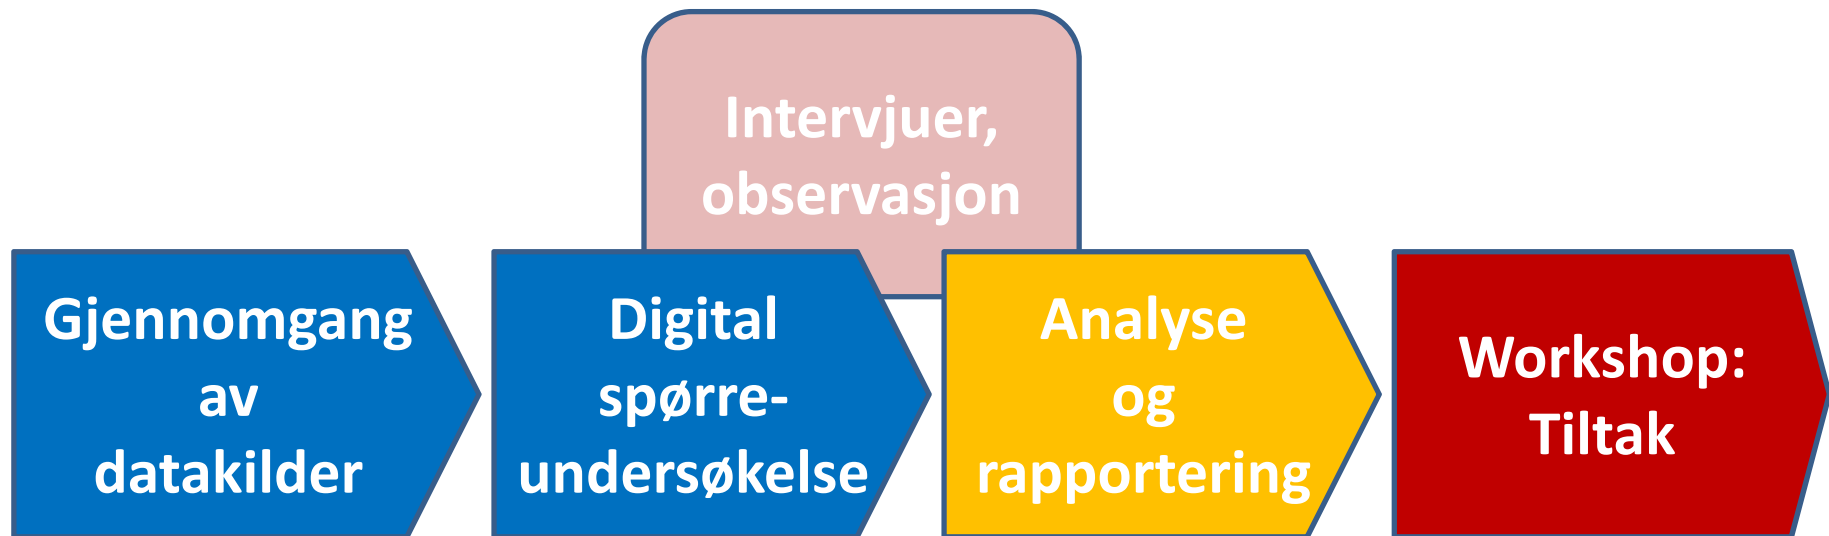 Intervjuer,
observasjon
Gjennomgang
av
datakilder
Digital
spørre-
undersøkelse
Analyse
og
rapportering
Workshop:
Tiltak